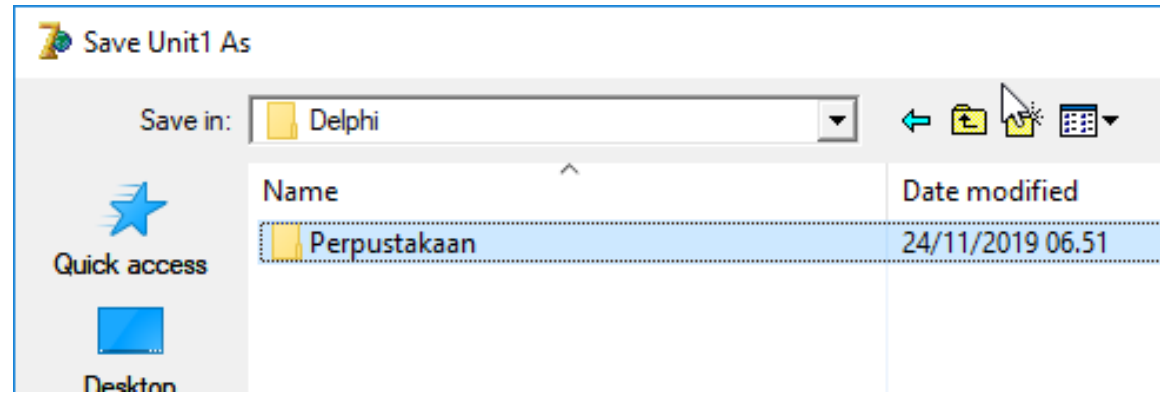 Save Unit1 As
Save in: Delphi
Name Date modified
Perpustakaan 24/11/2019 06.51
Quick access
Desktop